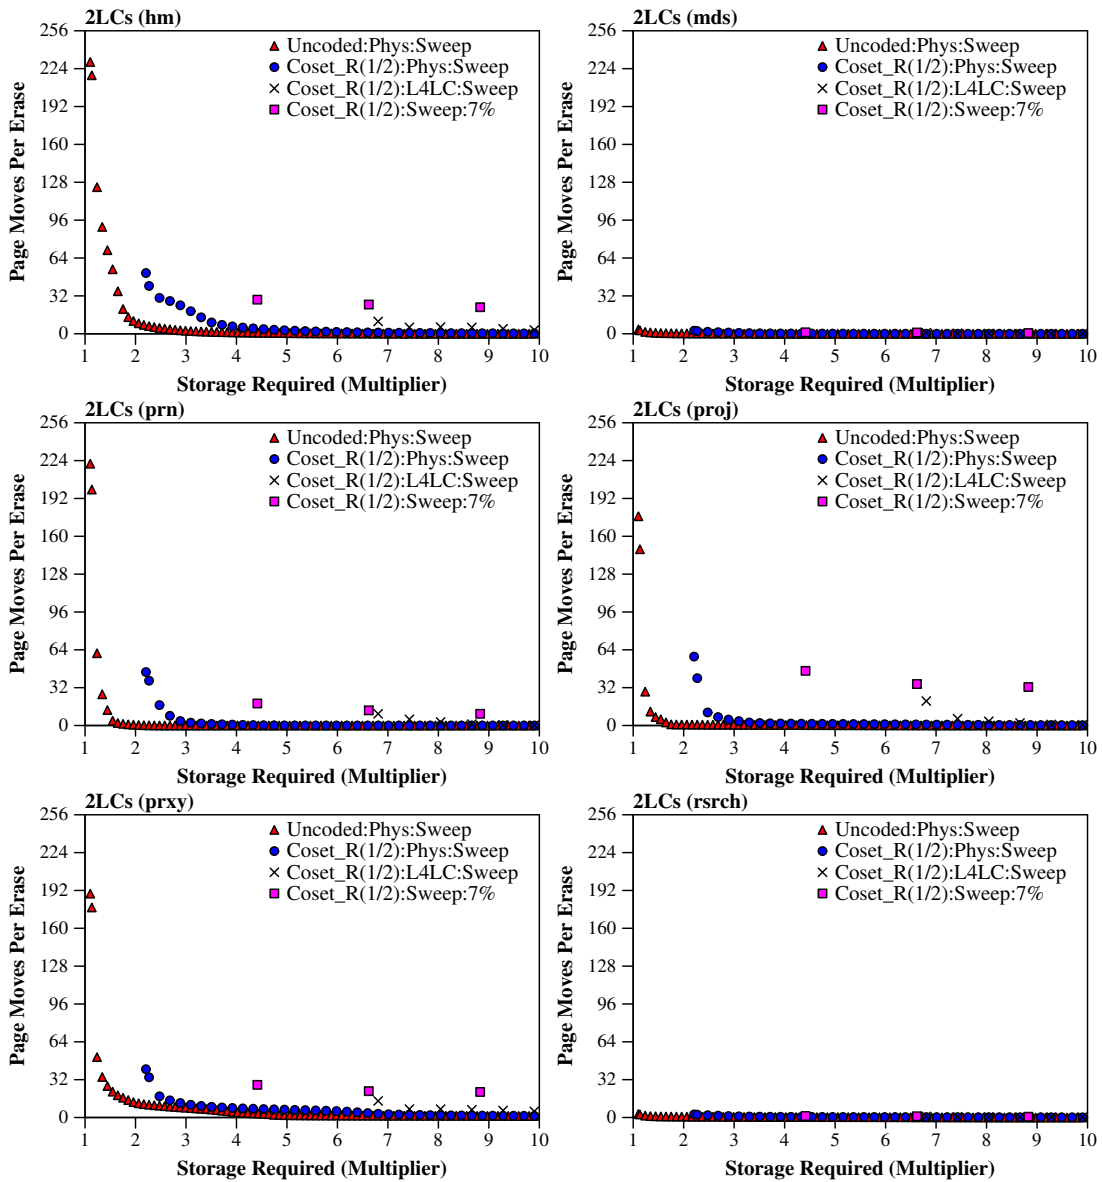 2LCs (hm)
Page Moves Per Erase
256
224
192
160
128
96
64
32
0
Uncoded:Phys:Sweep
Coset_R(1/2):Phys:Sweep
Coset_R(1/2):L4LC:Sweep
Coset_R(1/2):Sweep:7%
1 2 3 4 5 6 7 8 9 10
Storage Required (Multiplier)
2LCs (mds)
Page Moves Per Erase
256
224
192
160
128
96
64
32
0
Uncoded:Phys:Sweep
Coset_R(1/2):Phys:Sweep
Coset_R(1/2):L4LC:Sweep
Coset_R(1/2):Sweep:7%
1 2 3 4 5 6 7 8 9 10
Storage Required (Multiplier)
2LCs (prn)
Page Moves Per Erase
256
224
192
160
128
96
64
32
0
Uncoded:Phys:Sweep
Coset_R(1/2):Phys:Sweep
Coset_R(1/2):L4LC:Sweep
Coset_R(1/2):Sweep:7%
1 2 3 4 5 6 7 8 9 10
Storage Required (Multiplier)
2LCs (proj)
Page Moves Per Erase
256
224
192
160
128
96
64
32
0
Uncoded:Phys:Sweep
Coset_R(1/2):Phys:Sweep
Coset_R(1/2):L4LC:Sweep
Coset_R(1/2):Sweep:7%
1 2 3 4 5 6 7 8 9 10
Storage Required (Multiplier)
2LCs (prxy)
Page Moves Per Erase
256
224
192
160
128
96
64
32
0
Uncoded:Phys:Sweep
Coset_R(1/2):Phys:Sweep
Coset_R(1/2):L4LC:Sweep
Coset_R(1/2):Sweep:7%
1 2 3 4 5 6 7 8 9 10
Storage Required (Multiplier)
2LCs (rsrch)
Page Moves Per Erase
256
224
192
160
128
96
64
32
0
Uncoded:Phys:Sweep
Coset_R(1/2):Phys:Sweep
Coset_R(1/2):L4LC:Sweep
Coset_R(1/2):Sweep:7%
1 2 3 4 5 6 7 8 9 10
Storage Required (Multiplier)